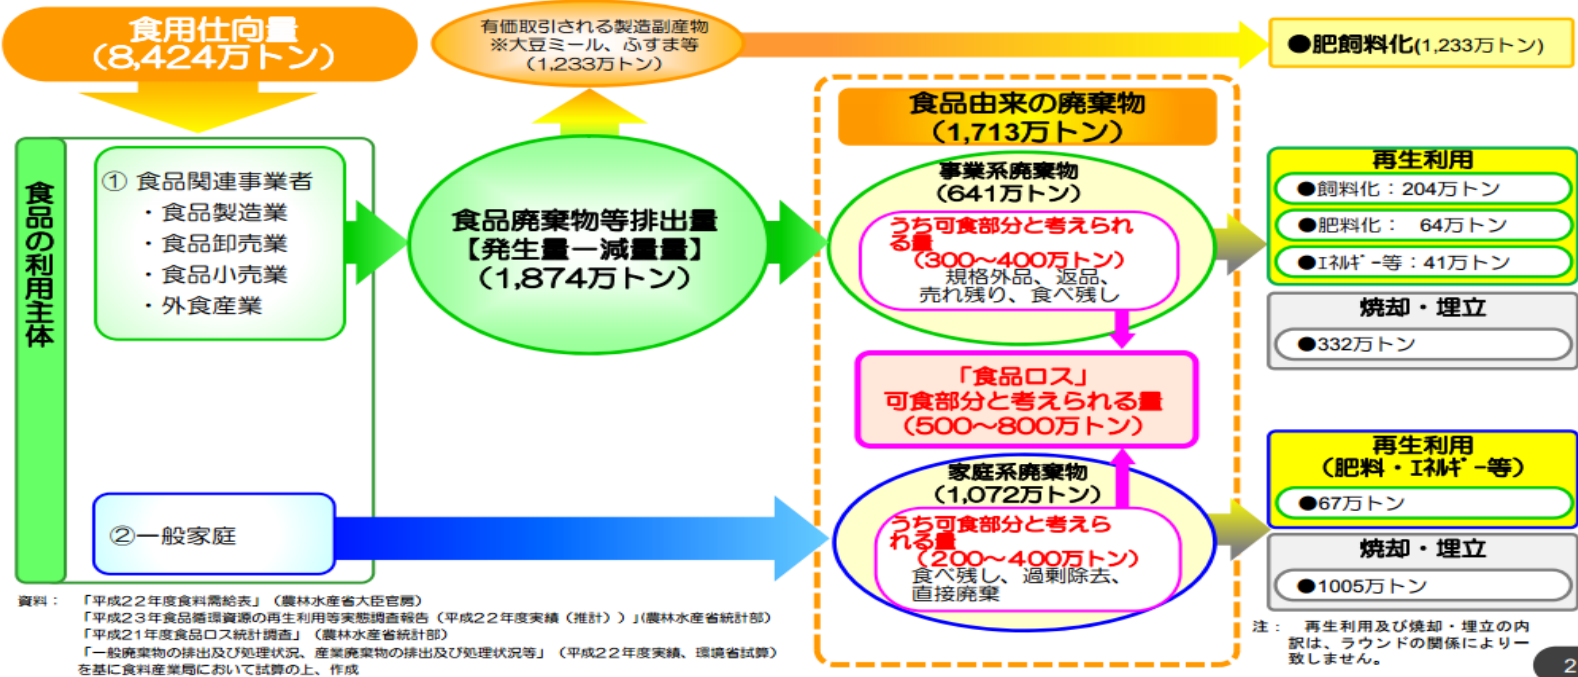 食用仕向量
(8,424万トン)
有価取引される製造副産物
※大豆ミール、ふすま等
(1,233万トン)
●肥飼料化(1,233万トン)
食品の利用主体
① 食品関連事業者
・食品製造業
・食品卸売業
・食品小売業
・外食産業
②一般家庭
食品廃棄物等排出量
【発生量－減量量】
(1,874万トン)
食品由来の廃棄物
(1,713万トン)
事業系廃棄物
(641万トン)
うち可食部分と考えられ
る量
(300～400万トン)
規格外品、返品、
売れ残り、食べ残し
「食品ロス」
可食部分と考えられる量
(500～800万トン)
家庭系廃棄物
(1,072万トン)
うち可食部分と考えら
れる量
(200～400万トン)
食べ残し、過剰除去、
直接廃棄
再生利用
●飼料化：204万トン
●肥料化： 64万トン
●ｴﾈﾙｷﾞｰ等：41万トン
焼却・埋立
●332万トン
再生利用
(肥料・ｴﾈﾙｷﾞｰ等)
●67万トン
焼却・埋立
●1005万トン
資料： 「平成22年度食料需給表」（農林水産省大臣官房）
「平成23年食品循環資源の再生利用等実態調査報告（平成22年度実績（推計））」(農林水産省統計部)
「平成21年度食品ロス統計調査」（農林水産省統計部）
「一般廃棄物の排出及び処理状況、産業廃棄物の排出及び処理状況等」（平成22年度実績、環境省試算）
を基に食料産業局において試算の上、作成
注： 再生利用及び焼却・埋立の内
訳は、ラウンドの関係により一
致しません。
2